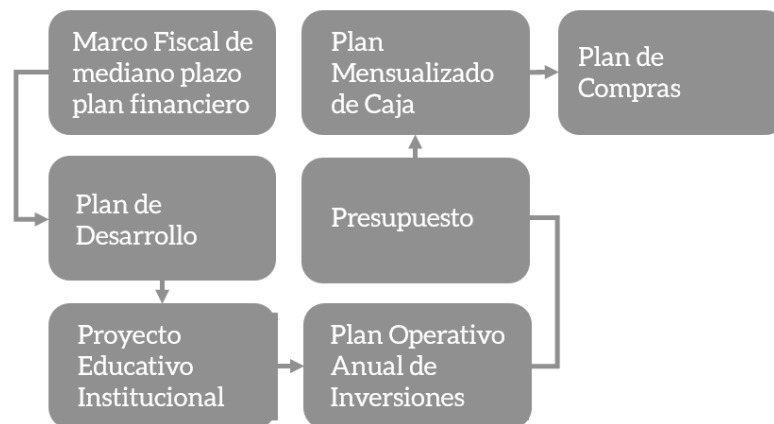 Marco Fiscal de
mediano plazo
plan financiero
Plan de
Desarrollo
Proyecto
Educativo
Institucional
Plan Operativo
Anual de
Inversiones
Presupuesto
Plan
Mensualizado
de Caja
Plan de
Compras